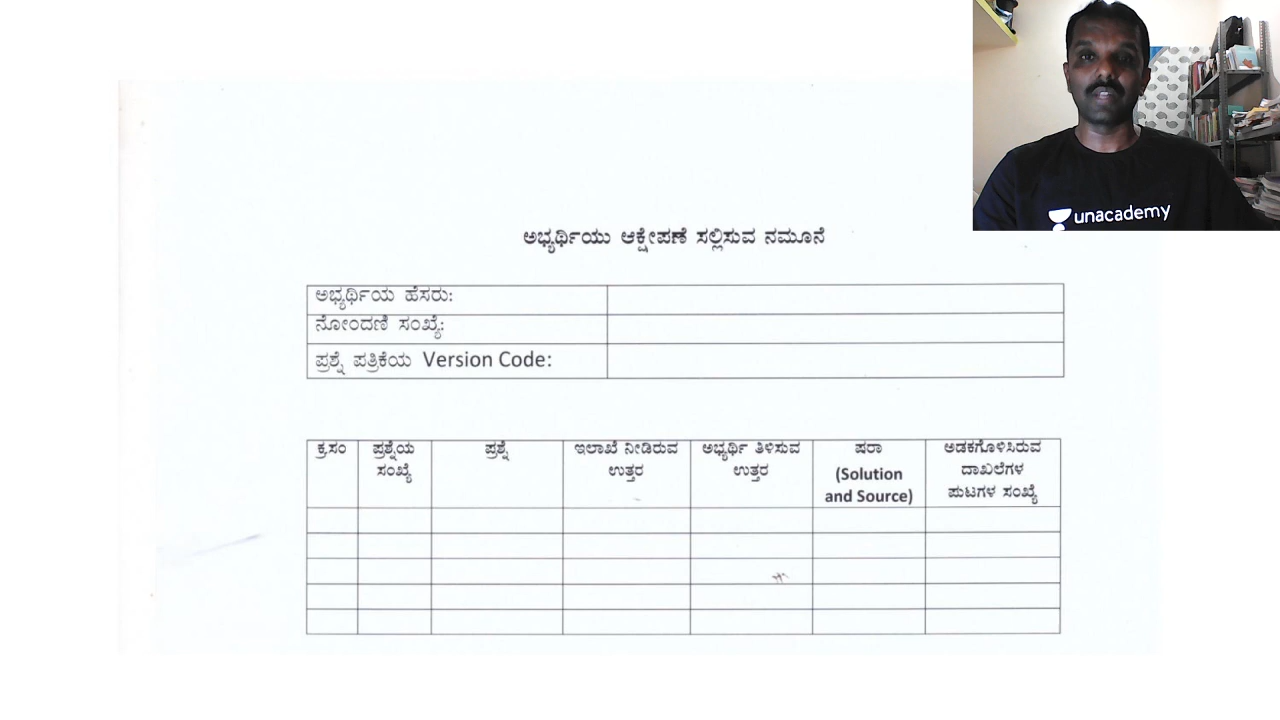 unacademy
ಅಭ್ಯರ್ಥಿಯು ಆಕ್ಷೇಪಣೆ ಸಲ್ಲಿಸುವ ನಮೂನೆ
ಅಭ್ಯರ್ಥಿಯ ಹೆಸರು:
ನೋಂದಣಿ ಸಂಖ್ಯೆ:
ಪ್ರಶ್ನೆ ಪತ್ರಿಕೆಯ Version Code:
ಕ್ರ.ಸಂ
ಪ್ರಶ್ನೆಯ
ಸಂಖ್ಯೆ
ಪ್ರಶ್ನೆ
ಇಲಾಖೆ ನೀಡಿರುವ
ಉತ್ತರ
ಅಭ್ಯರ್ಥಿ ತಿಳಿಸುವ
ಉತ್ತರ
ಷರಾ
(Solution
and Source)
ಅಡಕಗೊಳಿಸಿರುವ
ದಾಖಲೆಗಳ
ಪುಟಗಳ ಸಂಖ್ಯೆ